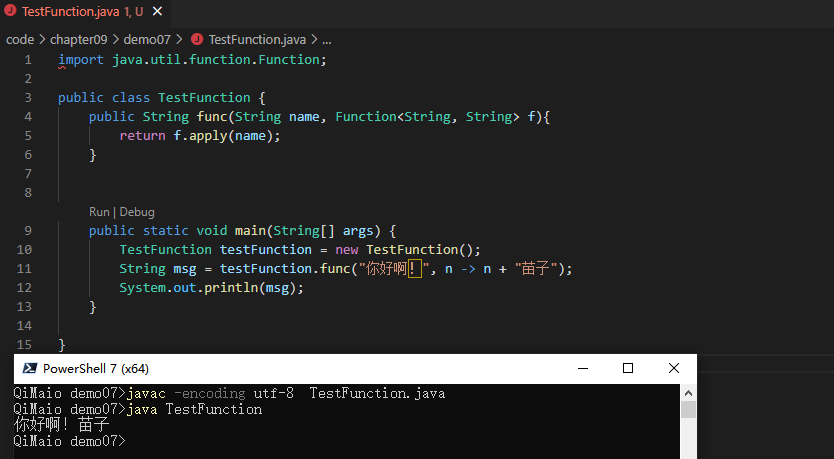 TestFunction.java 1, U
code > chapter09 > demo07 > TestFunction.java > ...
1 import java.util.function.Function;
2
3 public class TestFunction {
4 public String func(String name, Function<String, String> f){
5 return f.apply(name);
6 }
7
8
Run | Debug
9 public static void main(String[] args) {
10 TestFunction testFunction = new TestFunction();
11 String msg = testFunction.func("你好啊！", n -> n + "苗子");
12 System.out.println(msg);
13 }
14
15 }
PowerShell 7 (x64)
QiMaio demo07>javac -encoding utf-8  TestFunction.java
QiMaio demo07>java TestFunction
你好啊！苗子
QiMaio demo07>